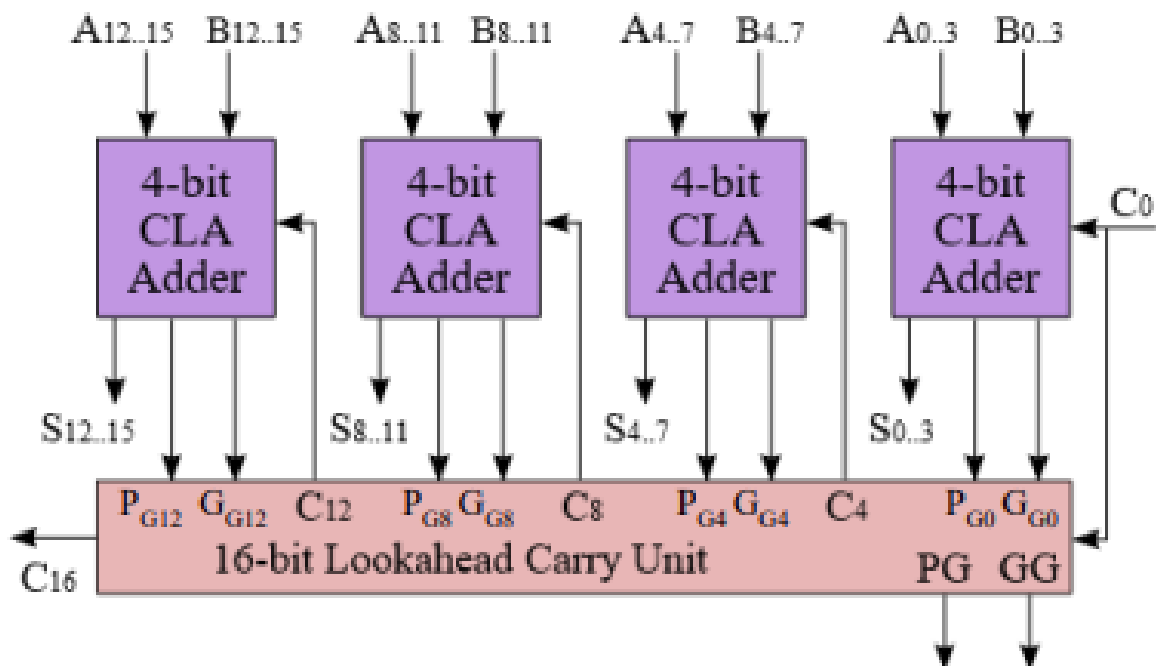 A12..15 B12..15 A8..11 B8..11 A4..7 B4..7 A0..3 B0..3
4-bit CLA Adder
4-bit CLA Adder
4-bit CLA Adder
4-bit CLA Adder
C0
S12..15 S8..11 S4..7 S0..3
PG12 GG12 C12 PG8 GG8 C8 PG4 GG4 C4 PG0 GG0
16-bit Lookahead Carry Unit
PG GG
C16